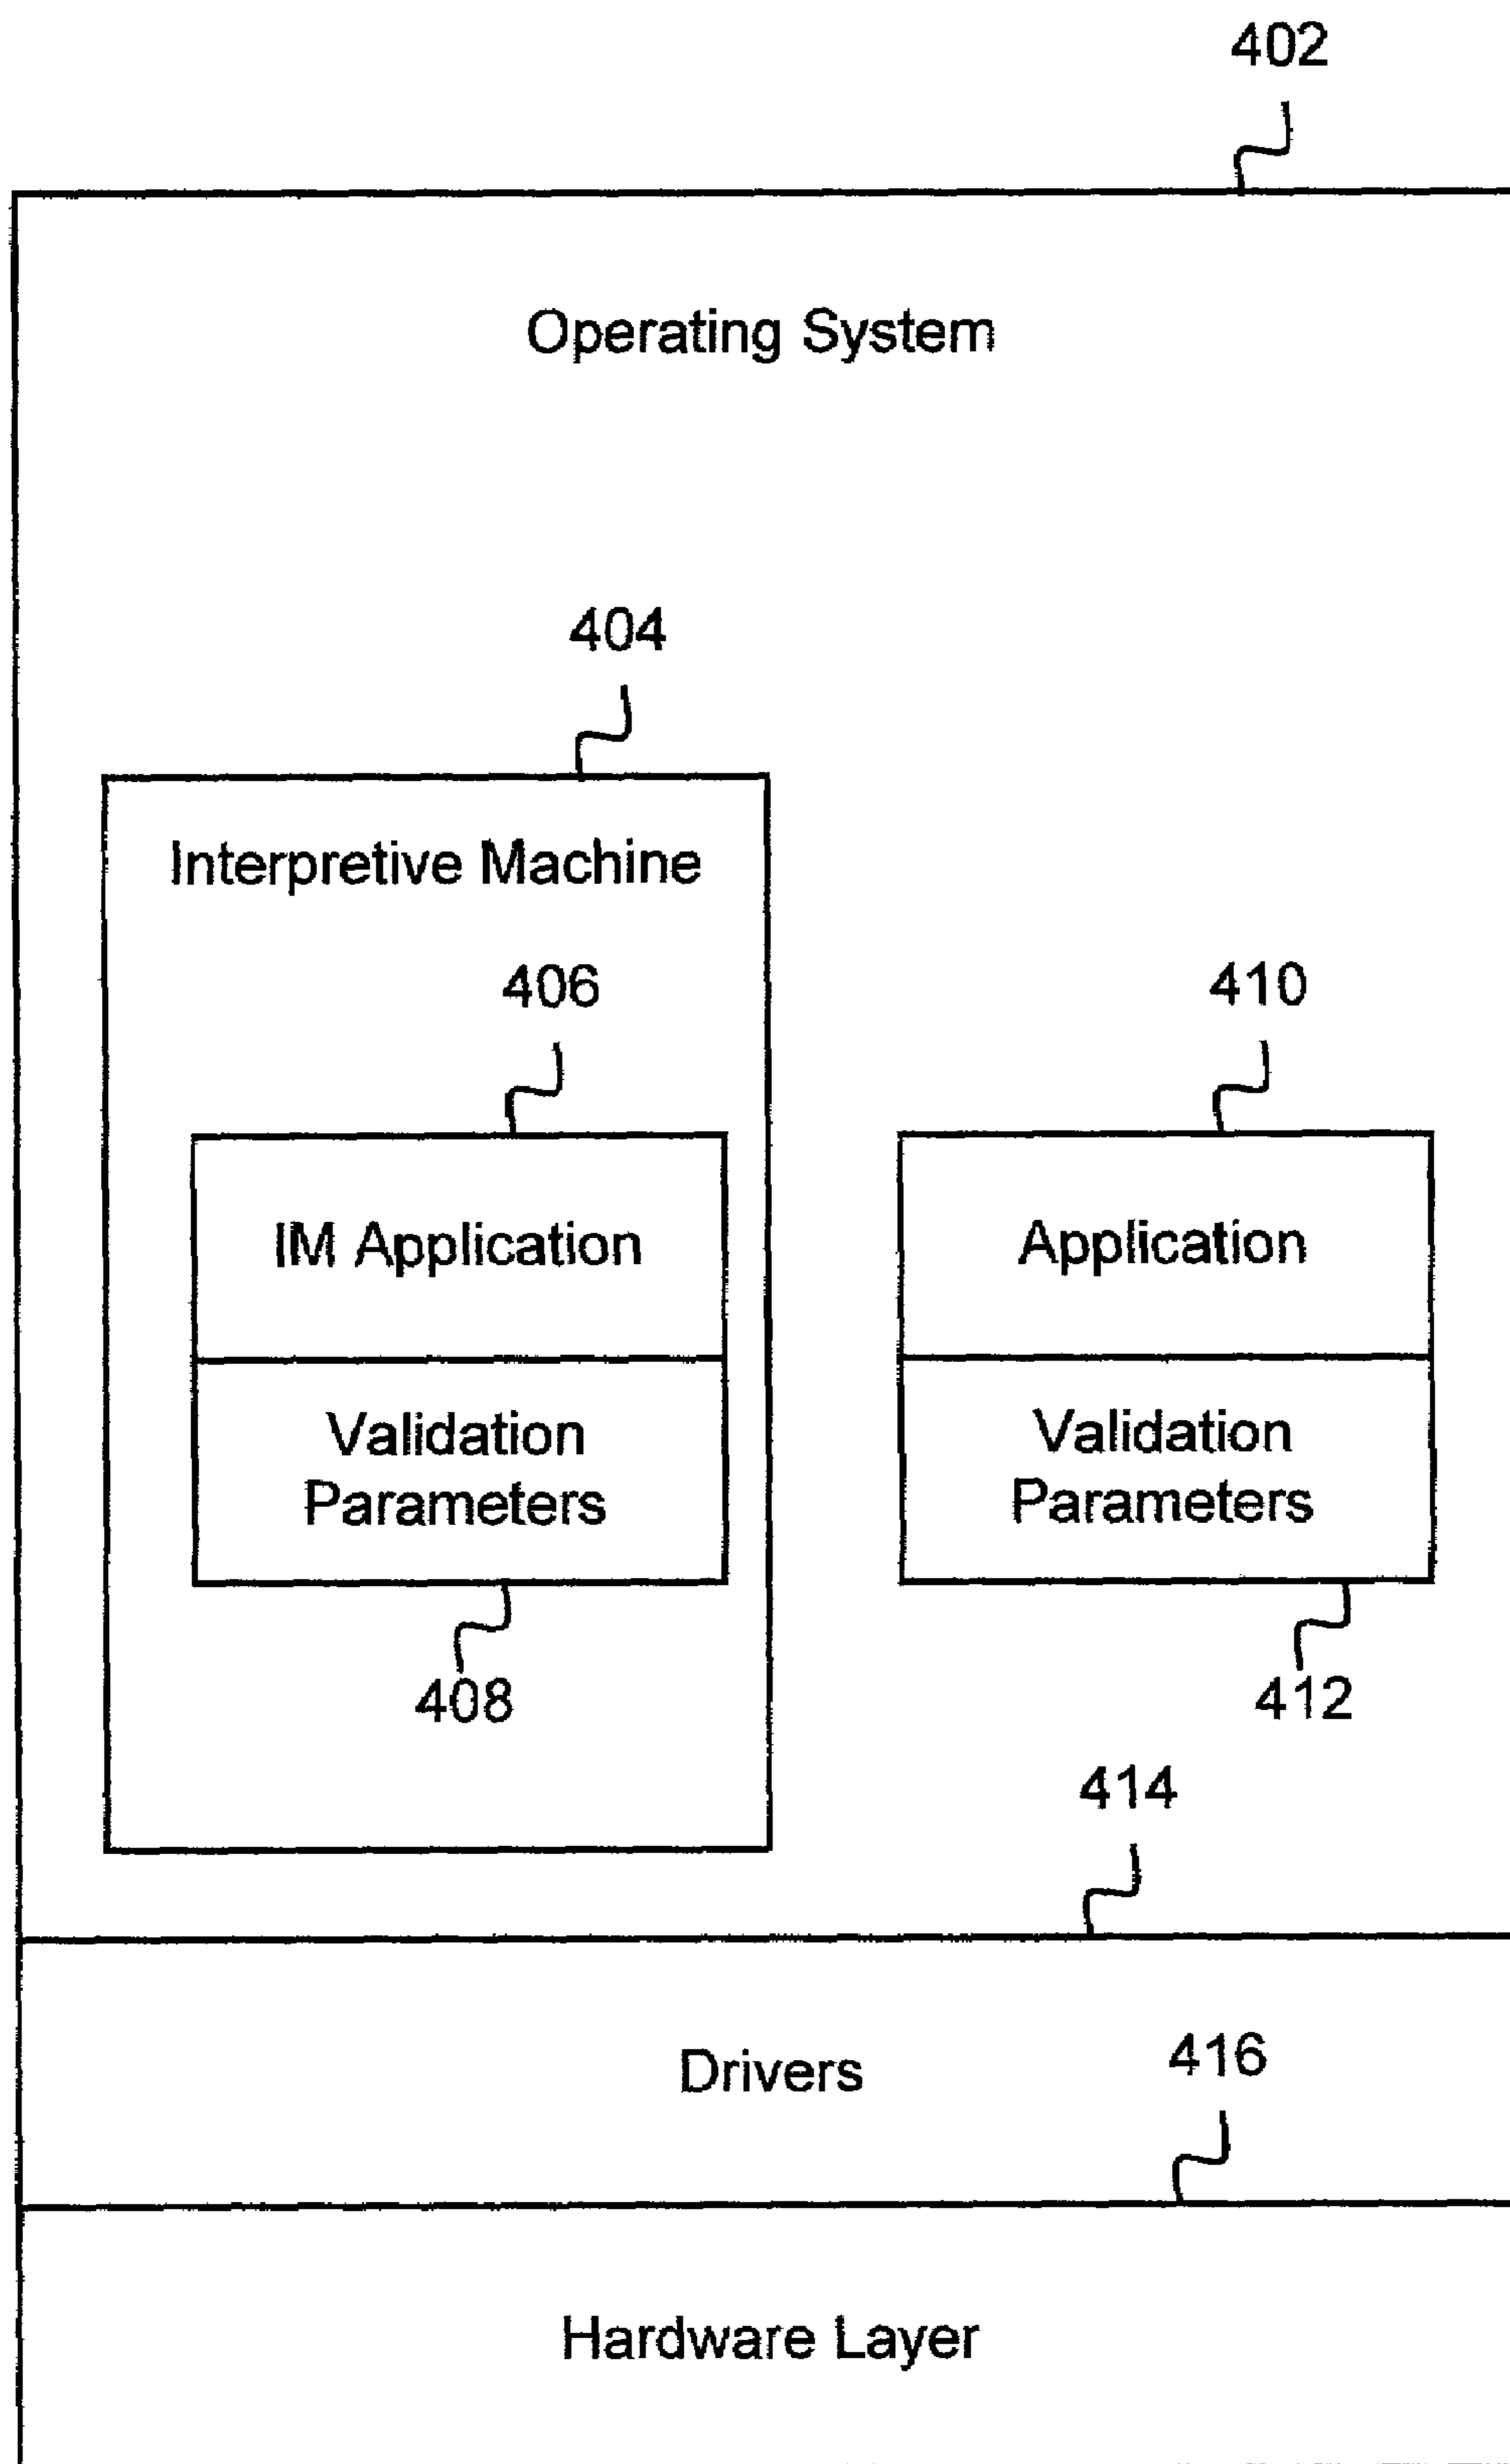 402
Operating System
404
Interpretive Machine
406
410
IM Application
Application
Validation
Parameters
Validation
Parameters
408
412
414
Drivers
416
Hardware Layer